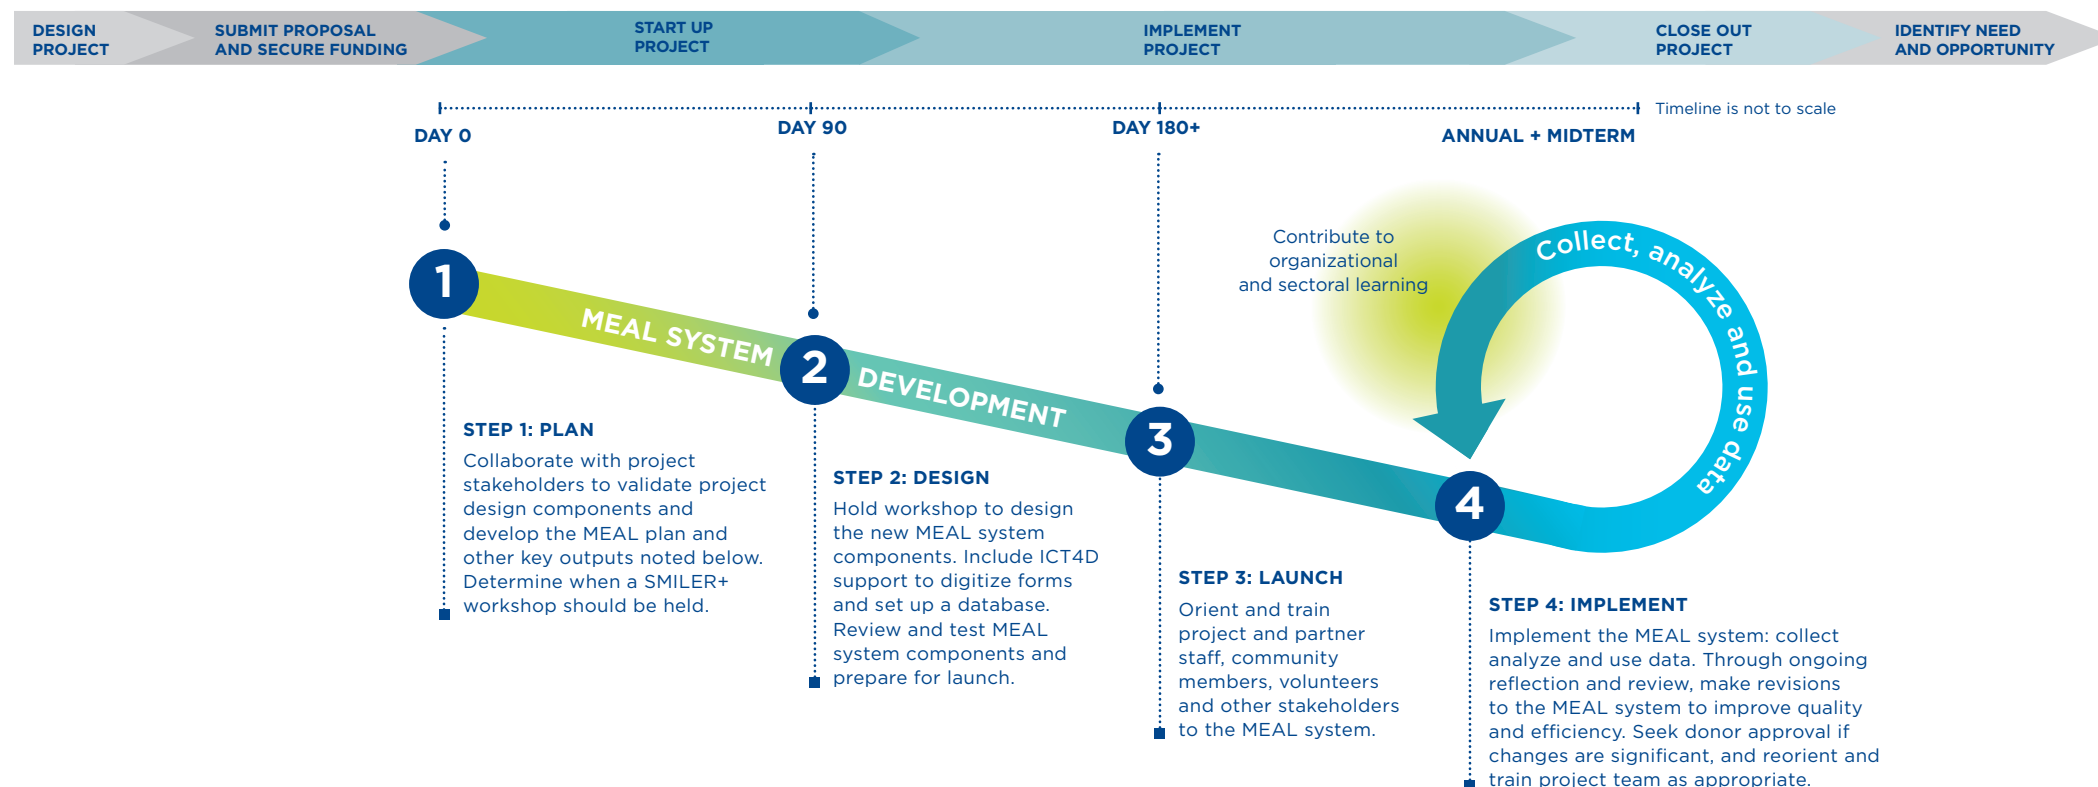 DESIGN
PROJECT
SUBMIT PROPOSAL
AND SECURE FUNDING
START UP
PROJECT
IMPLEMENT
PROJECT
CLOSE OUT
PROJECT
IDENTIFY NEED
AND OPPORTUNITY
Timeline is not to scale
DAY 0
DAY 90
DAY 180+
ANNUAL + MIDTERM
Contribute to
organizational
and sectoral learning
Collect, analyze and use data
1
MEAL SYSTEM
2
DEVELOPMENT
3
4
STEP 1: PLAN
Collaborate with project
stakeholders to validate project
design components and
develop the MEAL plan and
other key outputs noted below.
Determine when a SMILER+
workshop should be held.
STEP 2: DESIGN
Hold workshop to design
the new MEAL system
components. Include ICT4D
support to digitize forms
and set up a database.
Review and test MEAL
system components and
prepare for launch.
STEP 3: LAUNCH
Orient and train
project and partner
staff, community
members, volunteers
and other stakeholders
to the MEAL system.
STEP 4: IMPLEMENT
Implement the MEAL system: collect
analyze and use data. Through ongoing
reflection and review, make revisions
to the MEAL system to improve quality
and efficiency. Seek donor approval if
changes are significant, and reorient and
train project team as appropriate.